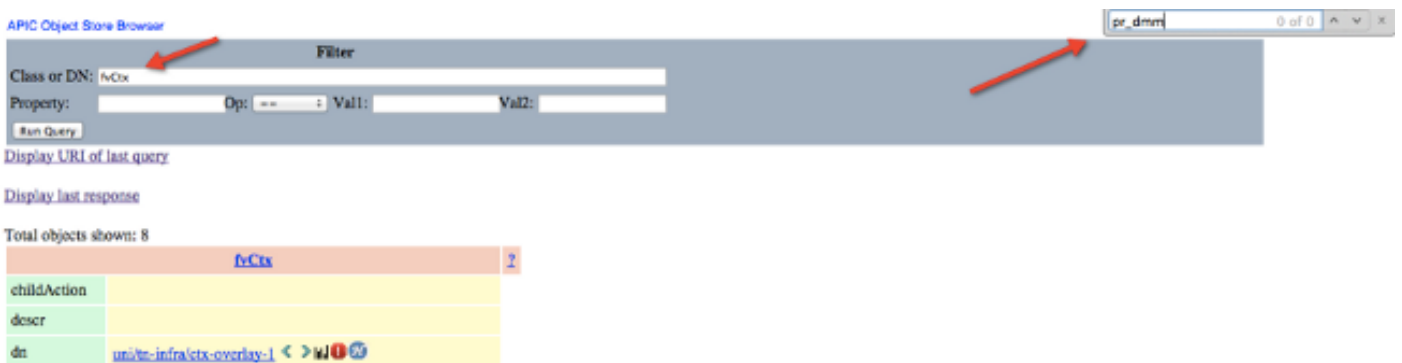 APIC Object Store Browser
pr_dmm 0 of 0
Filter
Class or DN: fvCtx
Property: Op: == Val1: Val2:
Run Query
Display URI of last query
Display last response
Total objects shown: 8
fvCtx ?
childAction
descr
dn uni/tn-infra/ctx-overlay-1